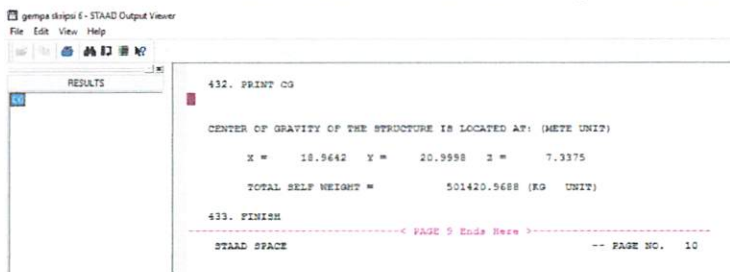 gempa skripsi 6 - STAAD Output Viewer
File Edit View Help
RESULTS
CG
432. PRINT CG
CENTER OF GRAVITY OF THE STRUCTURE IS LOCATED AT: (METE UNIT)
X = 18.9642 Y = 20.9998 Z = 7.3375
TOTAL SELF WEIGHT = 501420.9688 (KG UNIT)
433. FINISH
< PAGE 9 Ends Here >
STAAD SPACE -- PAGE NO. 10